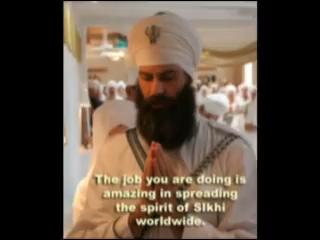 The job you are doing is
amazing in spreading
the spirit of SIkhi
worldwide.